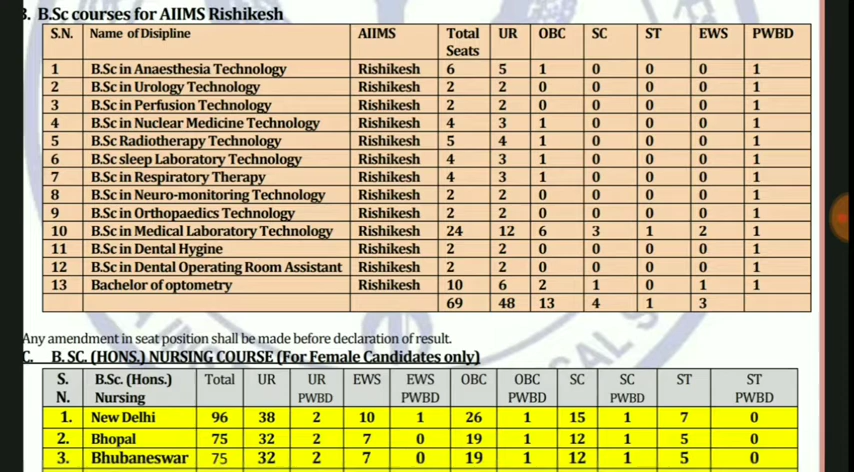 B. B.Sc courses for AIIMS Rishikesh
S.N. Name of Disipline AIIMS Total Seats UR OBC SC ST EWS PWBD
1 B.Sc in Anaesthesia Technology Rishikesh 6 5 1 0 0 0 1
2 B.Sc in Urology Technology Rishikesh 2 2 0 0 0 0 1
3 B.Sc in Perfusion Technology Rishikesh 2 2 0 0 0 0 1
4 B.Sc in Nuclear Medicine Technology Rishikesh 4 3 1 0 0 0 1
5 B.Sc Radiotherapy Technology Rishikesh 5 4 1 0 0 0 1
6 B.Sc sleep Laboratory Technology Rishikesh 4 3 1 0 0 0 1
7 B.Sc in Respiratory Therapy Rishikesh 4 3 1 0 0 0 1
8 B.Sc in Neuro-monitoring Technology Rishikesh 2 2 0 0 0 0 1
9 B.Sc in Orthopaedics Technology Rishikesh 2 2 0 0 0 0 1
10 B.Sc in Medical Laboratory Technology Rishikesh 24 12 6 3 1 2 1
11 B.Sc in Dental Hygine Rishikesh 2 2 0 0 0 0 1
12 B.Sc in Dental Operating Room Assistant Rishikesh 2 2 0 0 0 0 1
13 Bachelor of optometry Rishikesh 10 6 2 1 0 1 1
69 48 13 4 1 3
Any amendment in seat position shall be made before declaration of result.
C. B. SC. (HONS.) NURSING COURSE (For Female Candidates only)
S. N. B.Sc. (Hons.) Nursing Total UR UR PWBD EWS EWS PWBD OBC OBC PWBD SC SC PWBD ST ST PWBD
1. New Delhi 96 38 2 10 1 26 1 15 1 7 0
2. Bhopal 75 32 2 7 0 19 1 12 1 5 0
3. Bhubaneswar 75 32 2 7 0 19 1 12 1 5 0